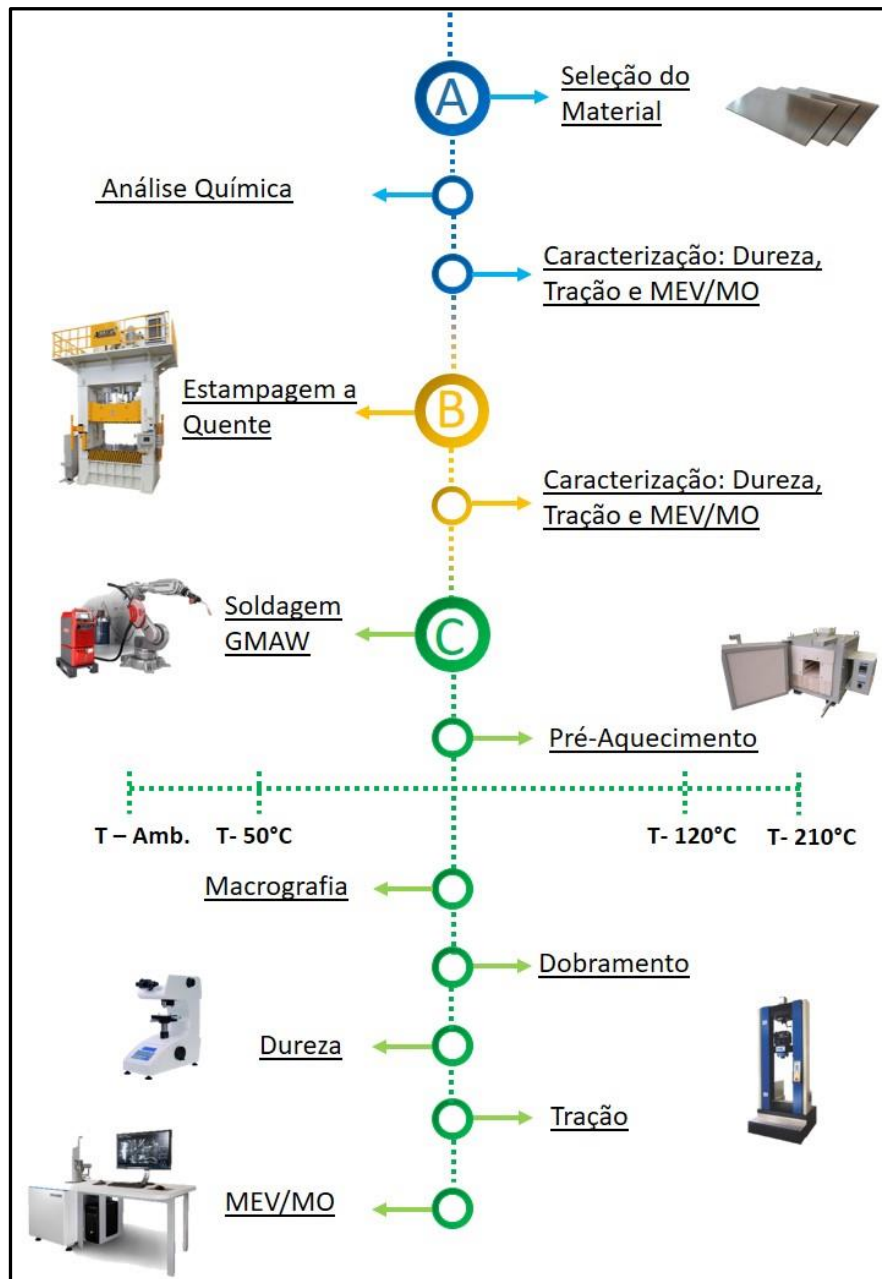 A
Seleção do
Material
Análise Química
Caracterização: Dureza,
Tração e MEV/MO
Estampagem a
Quente
B
Caracterização: Dureza,
Tração e MEV/MO
Soldagem
GMAW
C
Pré-Aquecimento
T – Amb.
T- 50°C
T- 120°C
T- 210°C
Macrografia
Dobramento
Dureza
Tração
MEV/MO